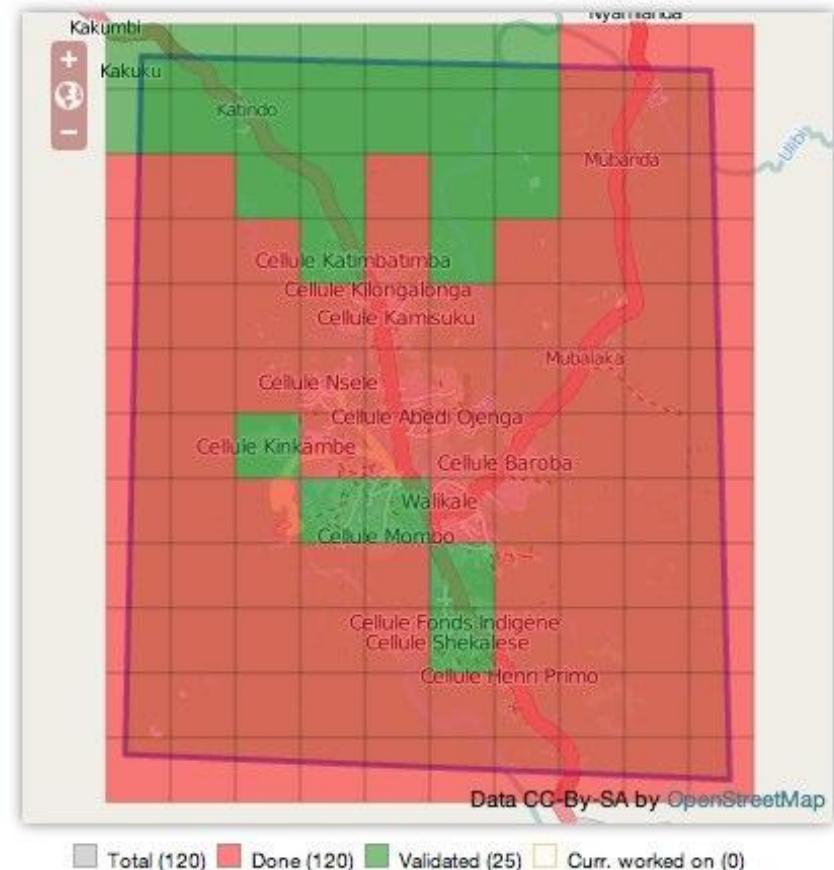 Kakumbi
Kakuku
Katindo
Mubanda
Ulibi
Cellule Katimbatimba
Cellule Kilongalonga
Cellule Kamisuku
Mubalaka
Cellule Nsele
Cellule Abedi Ojenga
Cellule Kinkambe
Cellule Baroba
Walikale
Cellule Mombo
Cellule Fonds Indigène
Cellule Shekalese
Cellule Henri Primo
Data CC-By-SA by OpenStreetMap
Total (120) Done (120) Validated (25) Curr. worked on (0)